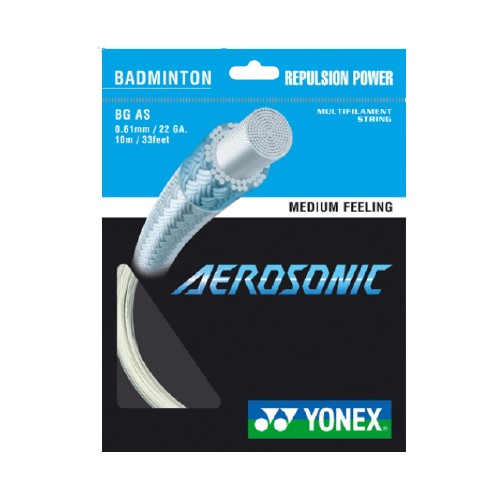 BADMINTON
REPULSION POWER
BG AS
0.61mm / 22 GA.
10m / 33feet
MULTIFILAMENT
STRING
MEDIUM FEELING
AEROSONIC
YONEX